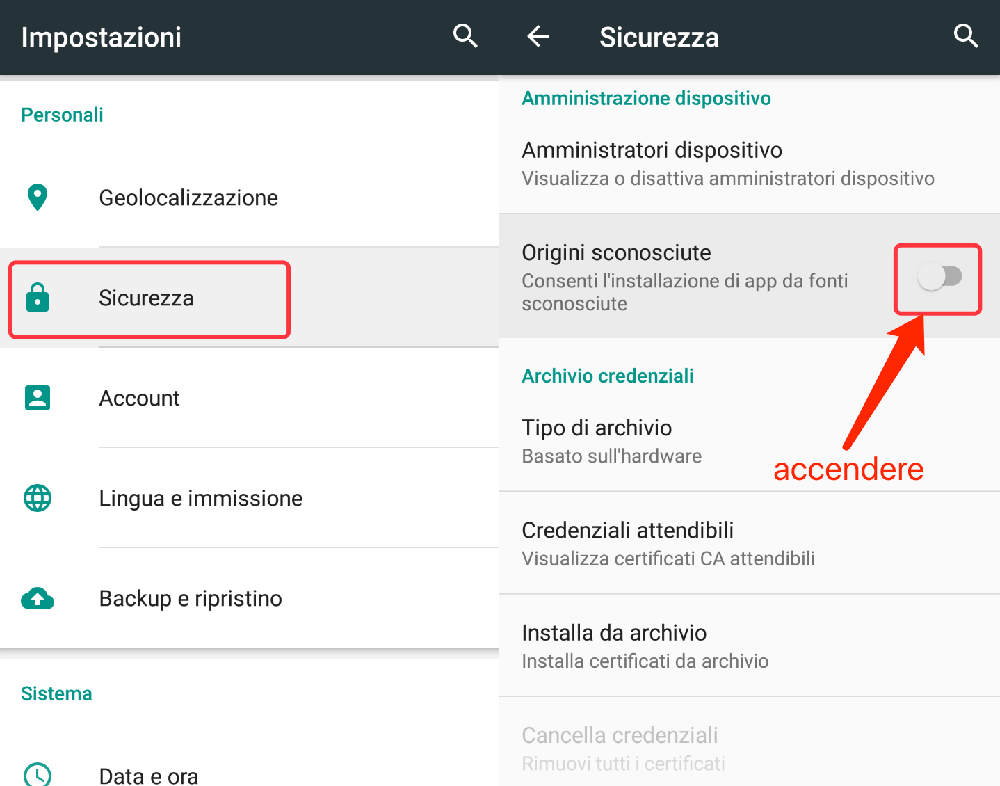 Impostazioni
Personali
Geolocalizzazione
Sicurezza
Account
Lingua e immissione
Backup e ripristino
Sistema
Data e ora
Sicurezza
Amministrazione dispositivo
Amministratori dispositivo
Visualizza o disattiva amministratori dispositivo
Origini sconosciute
Consenti l'installazione di app da fonti
sconosciute
Archivio credenziali
Tipo di archivio
Basato sull'hardware
accendere
Credenziali attendibili
Visualizza certificati CA attendibili
Installa da archivio
Installa certificati da archivio
Cancella credenziali
Rimuovi tutti i certificati